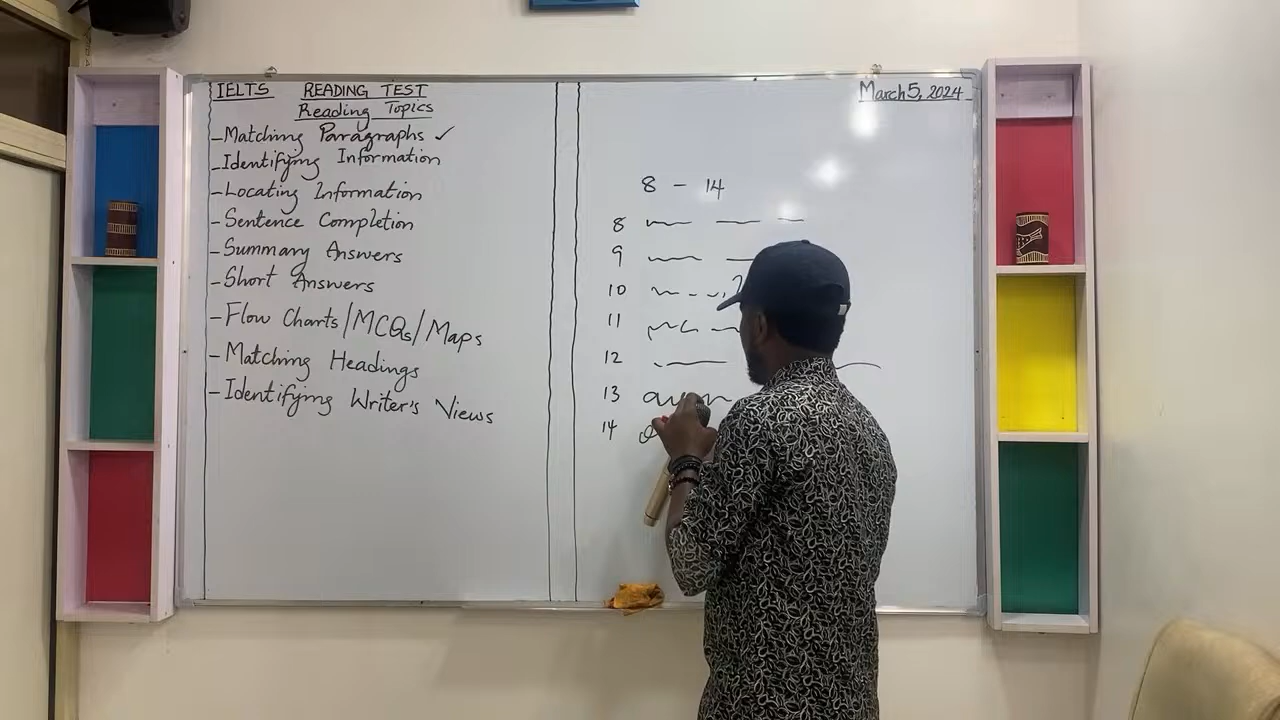 IELTS READING TEST
Reading Topics
- Matching Paragraphs ✓
- Identifying Information
- Locating Information
- Sentence Completion
- Summary Answers
- Short Answers
- Flow Charts/MCQs/Maps
- Matching Headings
- Identifying Writer's Views
March 5, 2024
8 - 14
8
9
10
11
12
13
14